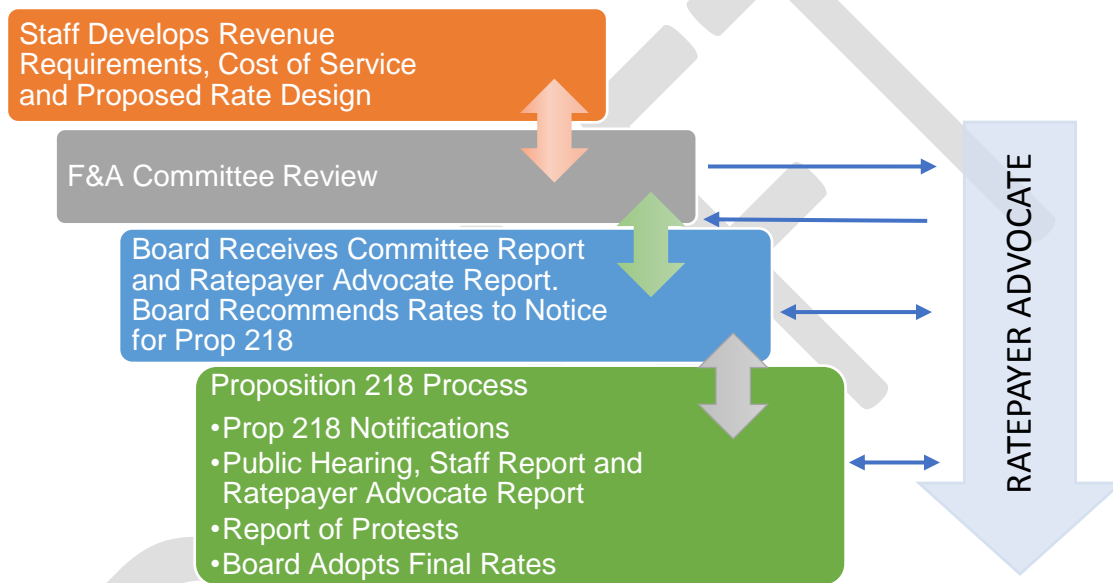 Staff Develops Revenue
Requirements, Cost of Service
and Proposed Rate Design
F&A Committee Review
Board Receives Committee Report
and Ratepayer Advocate Report.
Board Recommends Rates to Notice
for Prop 218
Proposition 218 Process
•Prop 218 Notifications
•Public Hearing, Staff Report and
Ratepayer Advocate Report
•Report of Protests
•Board Adopts Final Rates
RATEPAYER ADVOCATE